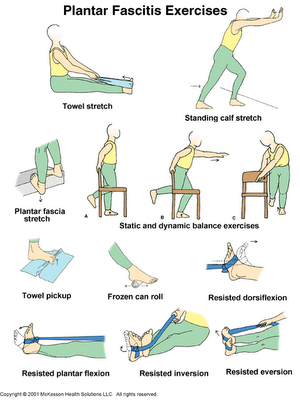 Plantar Fascitis Exercises
Towel stretch
Standing calf stretch
Plantar fascia
stretch
A
B
C
Static and dynamic balance exercises
Towel pickup
Frozen can roll
Resisted dorsiflexion
Resisted plantar flexion
Resisted inversion
Resisted eversion
Copyright © 2001 McKesson Health Solutions LLC. All rights reserved.